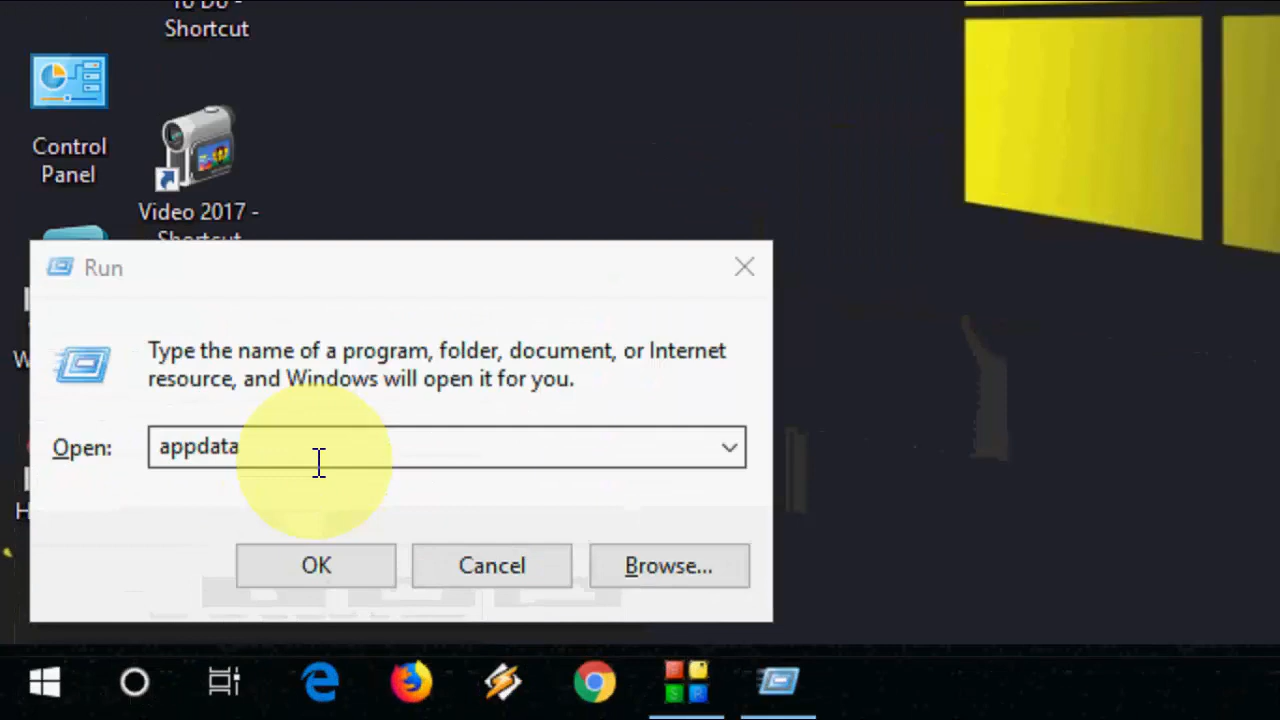 To Do -
Shortcut
Control
Panel
Video 2017 -
Shortcut
Run
Type the name of a program, folder, document, or Internet
resource, and Windows will open it for you.
Open:
appdata
OK
Cancel
Browse...
W
H